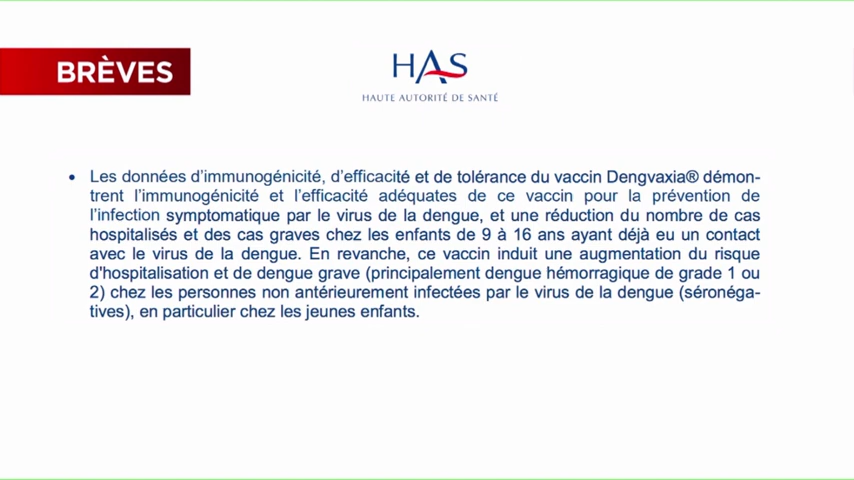 BRÈVES
HAS
HAUTE AUTORITÉ DE SANTÉ
• Les données d'immunogénicité, d'efficacité et de tolérance du vaccin Dengvaxia® démon-
trent l'immunogénicité et l'efficacité adéquates de ce vaccin pour la prévention de
l'infection symptomatique par le virus de la dengue, et une réduction du nombre de cas
hospitalisés et des cas graves chez les enfants de 9 à 16 ans ayant déjà eu un contact
avec le virus de la dengue. En revanche, ce vaccin induit une augmentation du risque
d'hospitalisation et de dengue grave (principalement dengue hémorragique de grade 1 ou
2) chez les personnes non antérieurement infectées par le virus de la dengue (séronéga-
tives), en particulier chez les jeunes enfants.